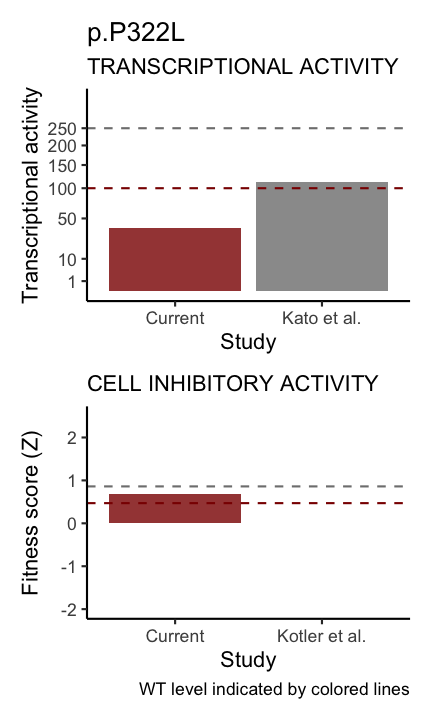 p.P322L
TRANSCRIPTIONAL ACTIVITY
Transcriptional activity
250
200
150
100
50
10
1
Current
Kato et al.
Study
CELL INHIBITORY ACTIVITY
Fitness score (Z)
2
1
0
-1
-2
Current
Kotler et al.
Study
WT level indicated by colored lines